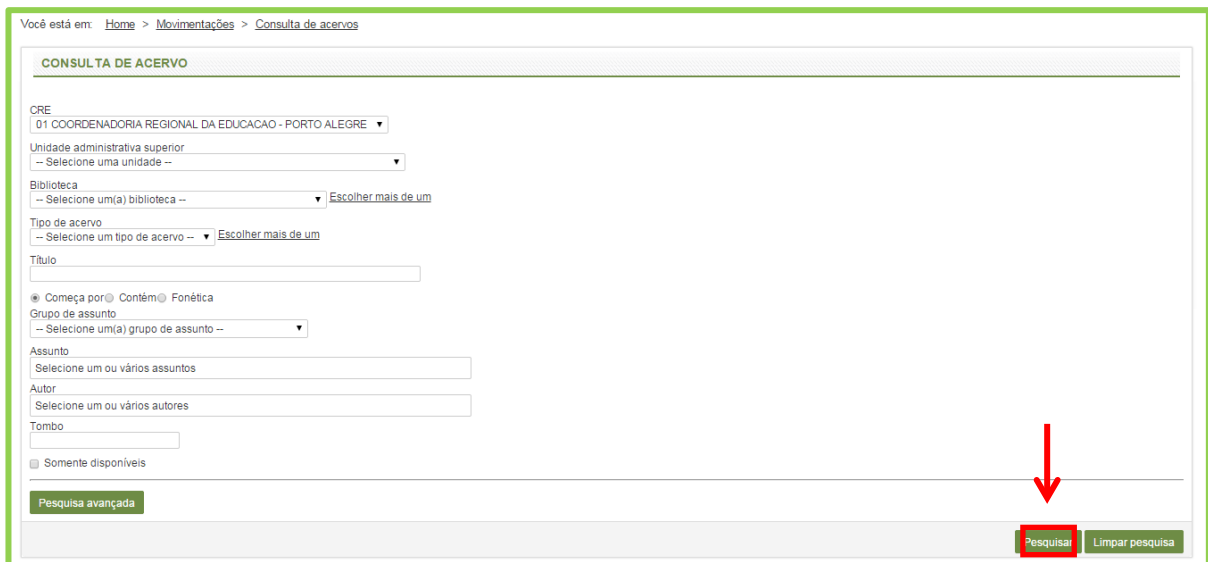 Você está em: Home > Movimentações > Consulta de acervos
CONSULTA DE ACERVO
CRE
01 COORDENADORIA REGIONAL DA EDUCACAO - PORTO ALEGRE
Unidade administrativa superior
-- Selecione uma unidade --
Biblioteca
-- Selecione um(a) biblioteca -- Escolher mais de um
Tipo de acervo
-- Selecione um tipo de acervo -- Escolher mais de um
Título
Começa por Contém Fonética
Grupo de assunto
-- Selecione um(a) grupo de assunto --
Assunto
Selecione um ou vários assuntos
Autor
Selecione um ou vários autores
Tombo
Somente disponíveis
Pesquisa avançada
Pesquisar Limpar pesquisa